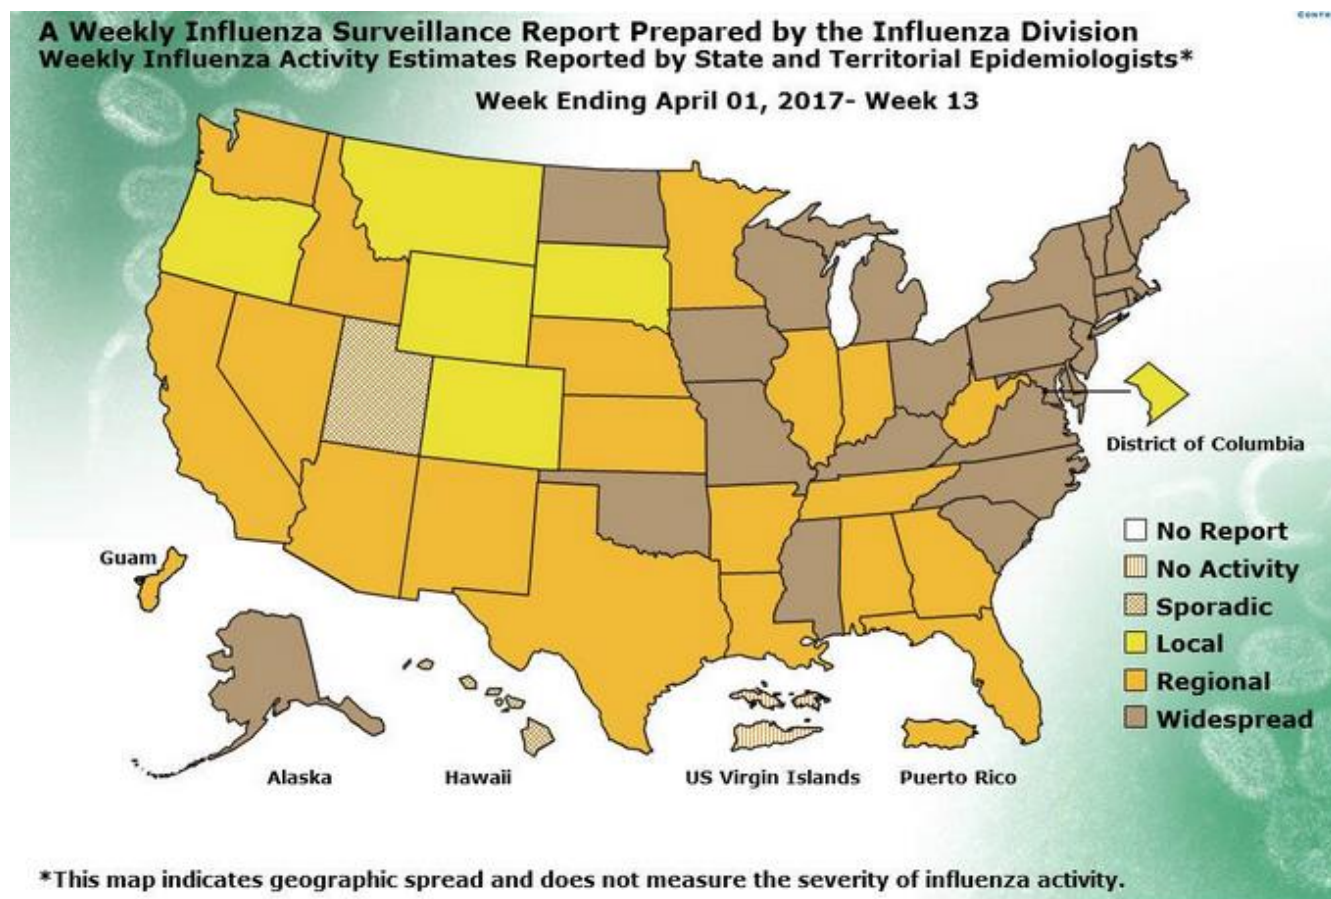 A Weekly Influenza Surveillance Report Prepared by the Influenza Division
Weekly Influenza Activity Estimates Reported by State and Territorial Epidemiologists*
Week Ending April 01, 2017- Week 13
District of Columbia
No Report
No Activity
Sporadic
Local
Regional
Widespread
Guam
Alaska
Hawaii
US Virgin Islands
Puerto Rico
*This map indicates geographic spread and does not measure the severity of influenza activity.